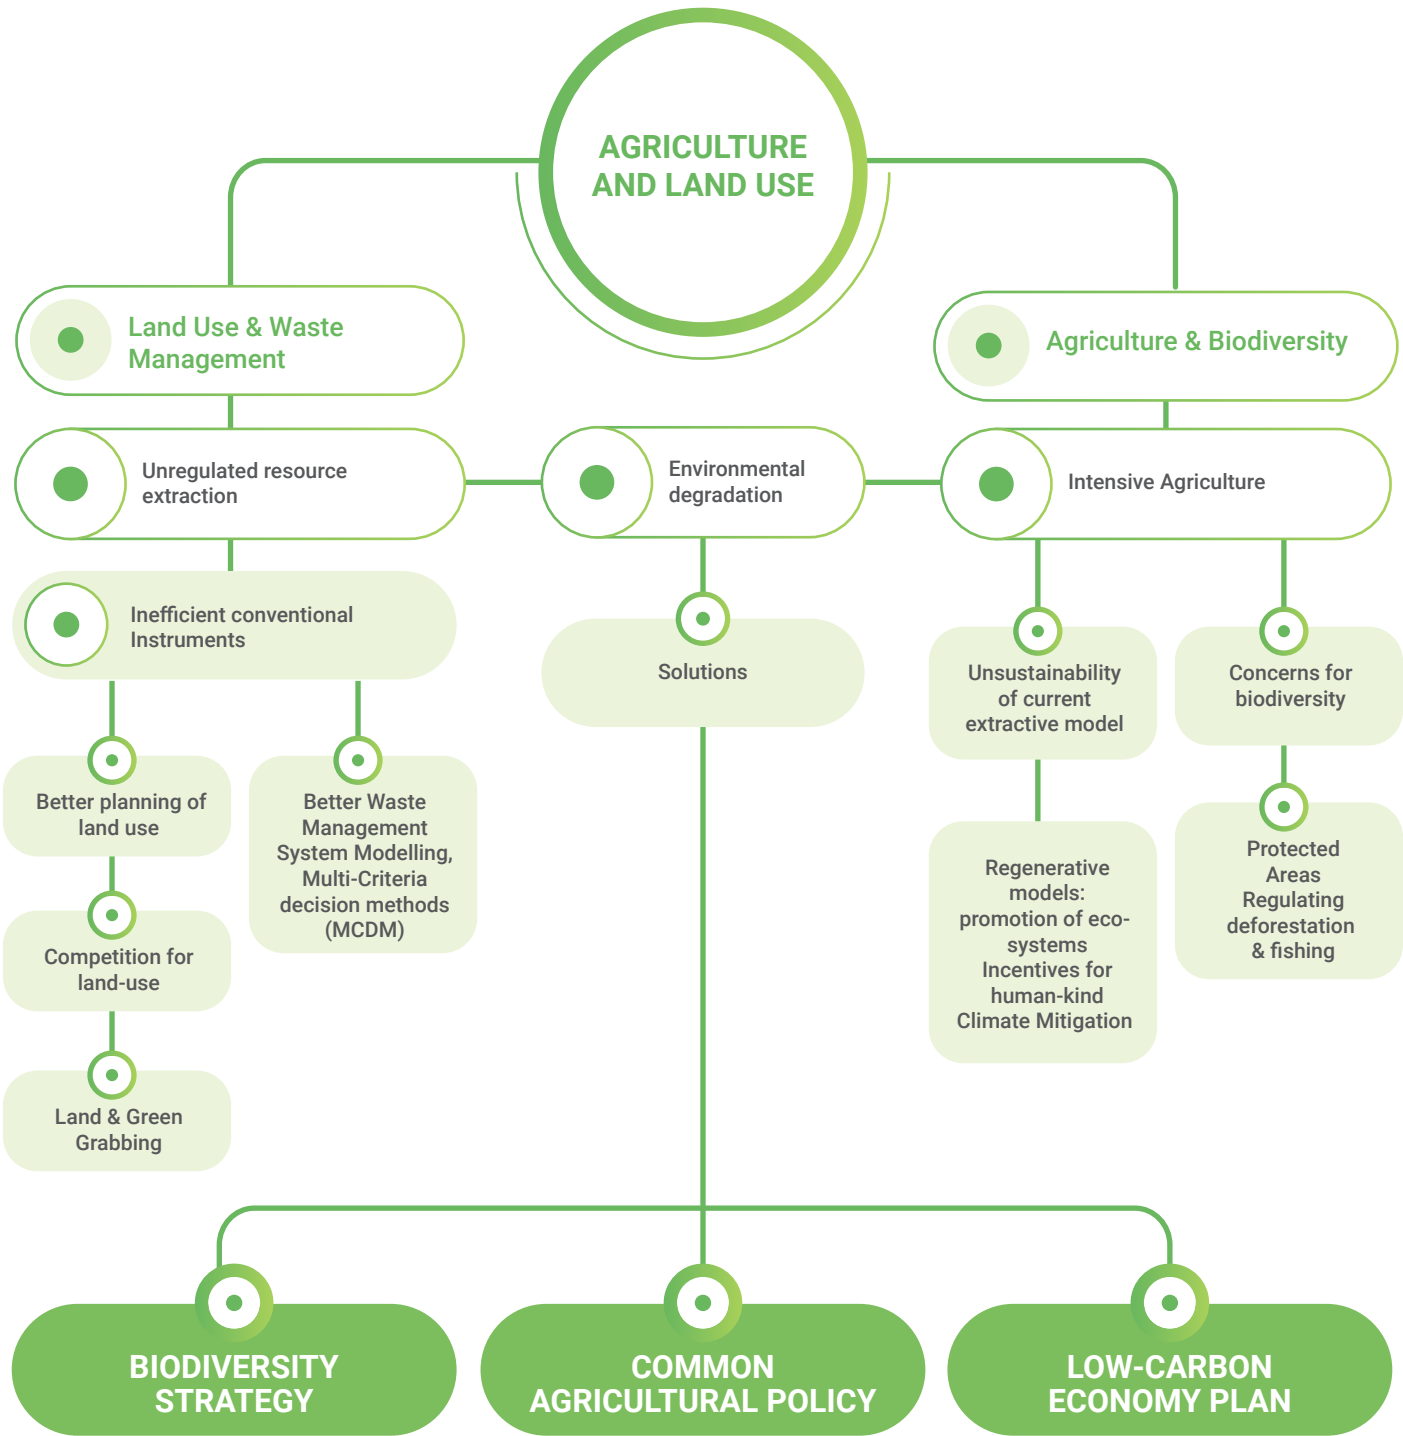 AGRICULTURE
AND LAND USE
Land Use & Waste
Management
Agriculture & Biodiversity
Unregulated resource
extraction
Environmental
degradation
Intensive Agriculture
Inefficient conventional
Instruments
Solutions
Unsustainability
of current
extractive model
Concerns for
biodiversity
Better planning of
land use
Better Waste
Management
System Modelling,
Multi-Criteria
decision methods
(MCDM)
Competition for
land-use
Land & Green
Grabbing
Regenerative
models:
promotion of eco-
systems
Incentives for
human-kind
Climate Mitigation
Protected
Areas
Regulating
deforestation
& fishing
BIODIVERSITY
STRATEGY
COMMON
AGRICULTURAL POLICY
LOW-CARBON
ECONOMY PLAN